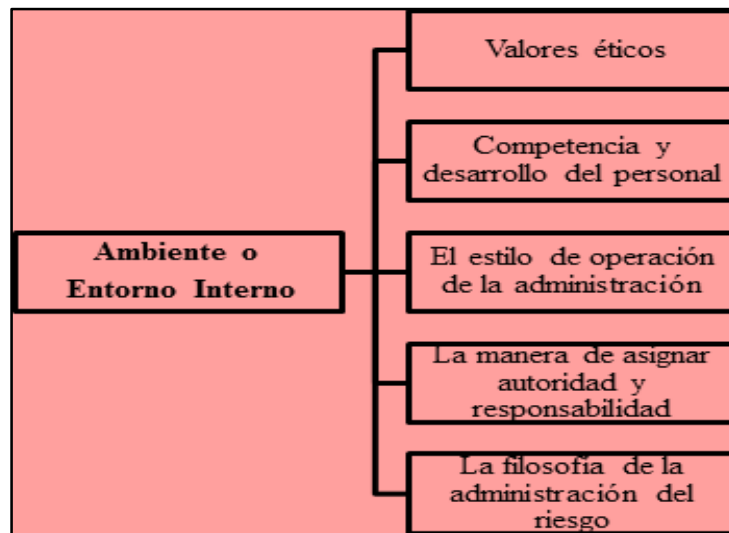 Valores éticos
Competencia y
desarrollo del personal
Ambiente o
Entorno Interno
El estilo de operación
de la administración
La manera de asignar
autoridad y
responsabilidad
La filosofía de la
administración del
riesgo